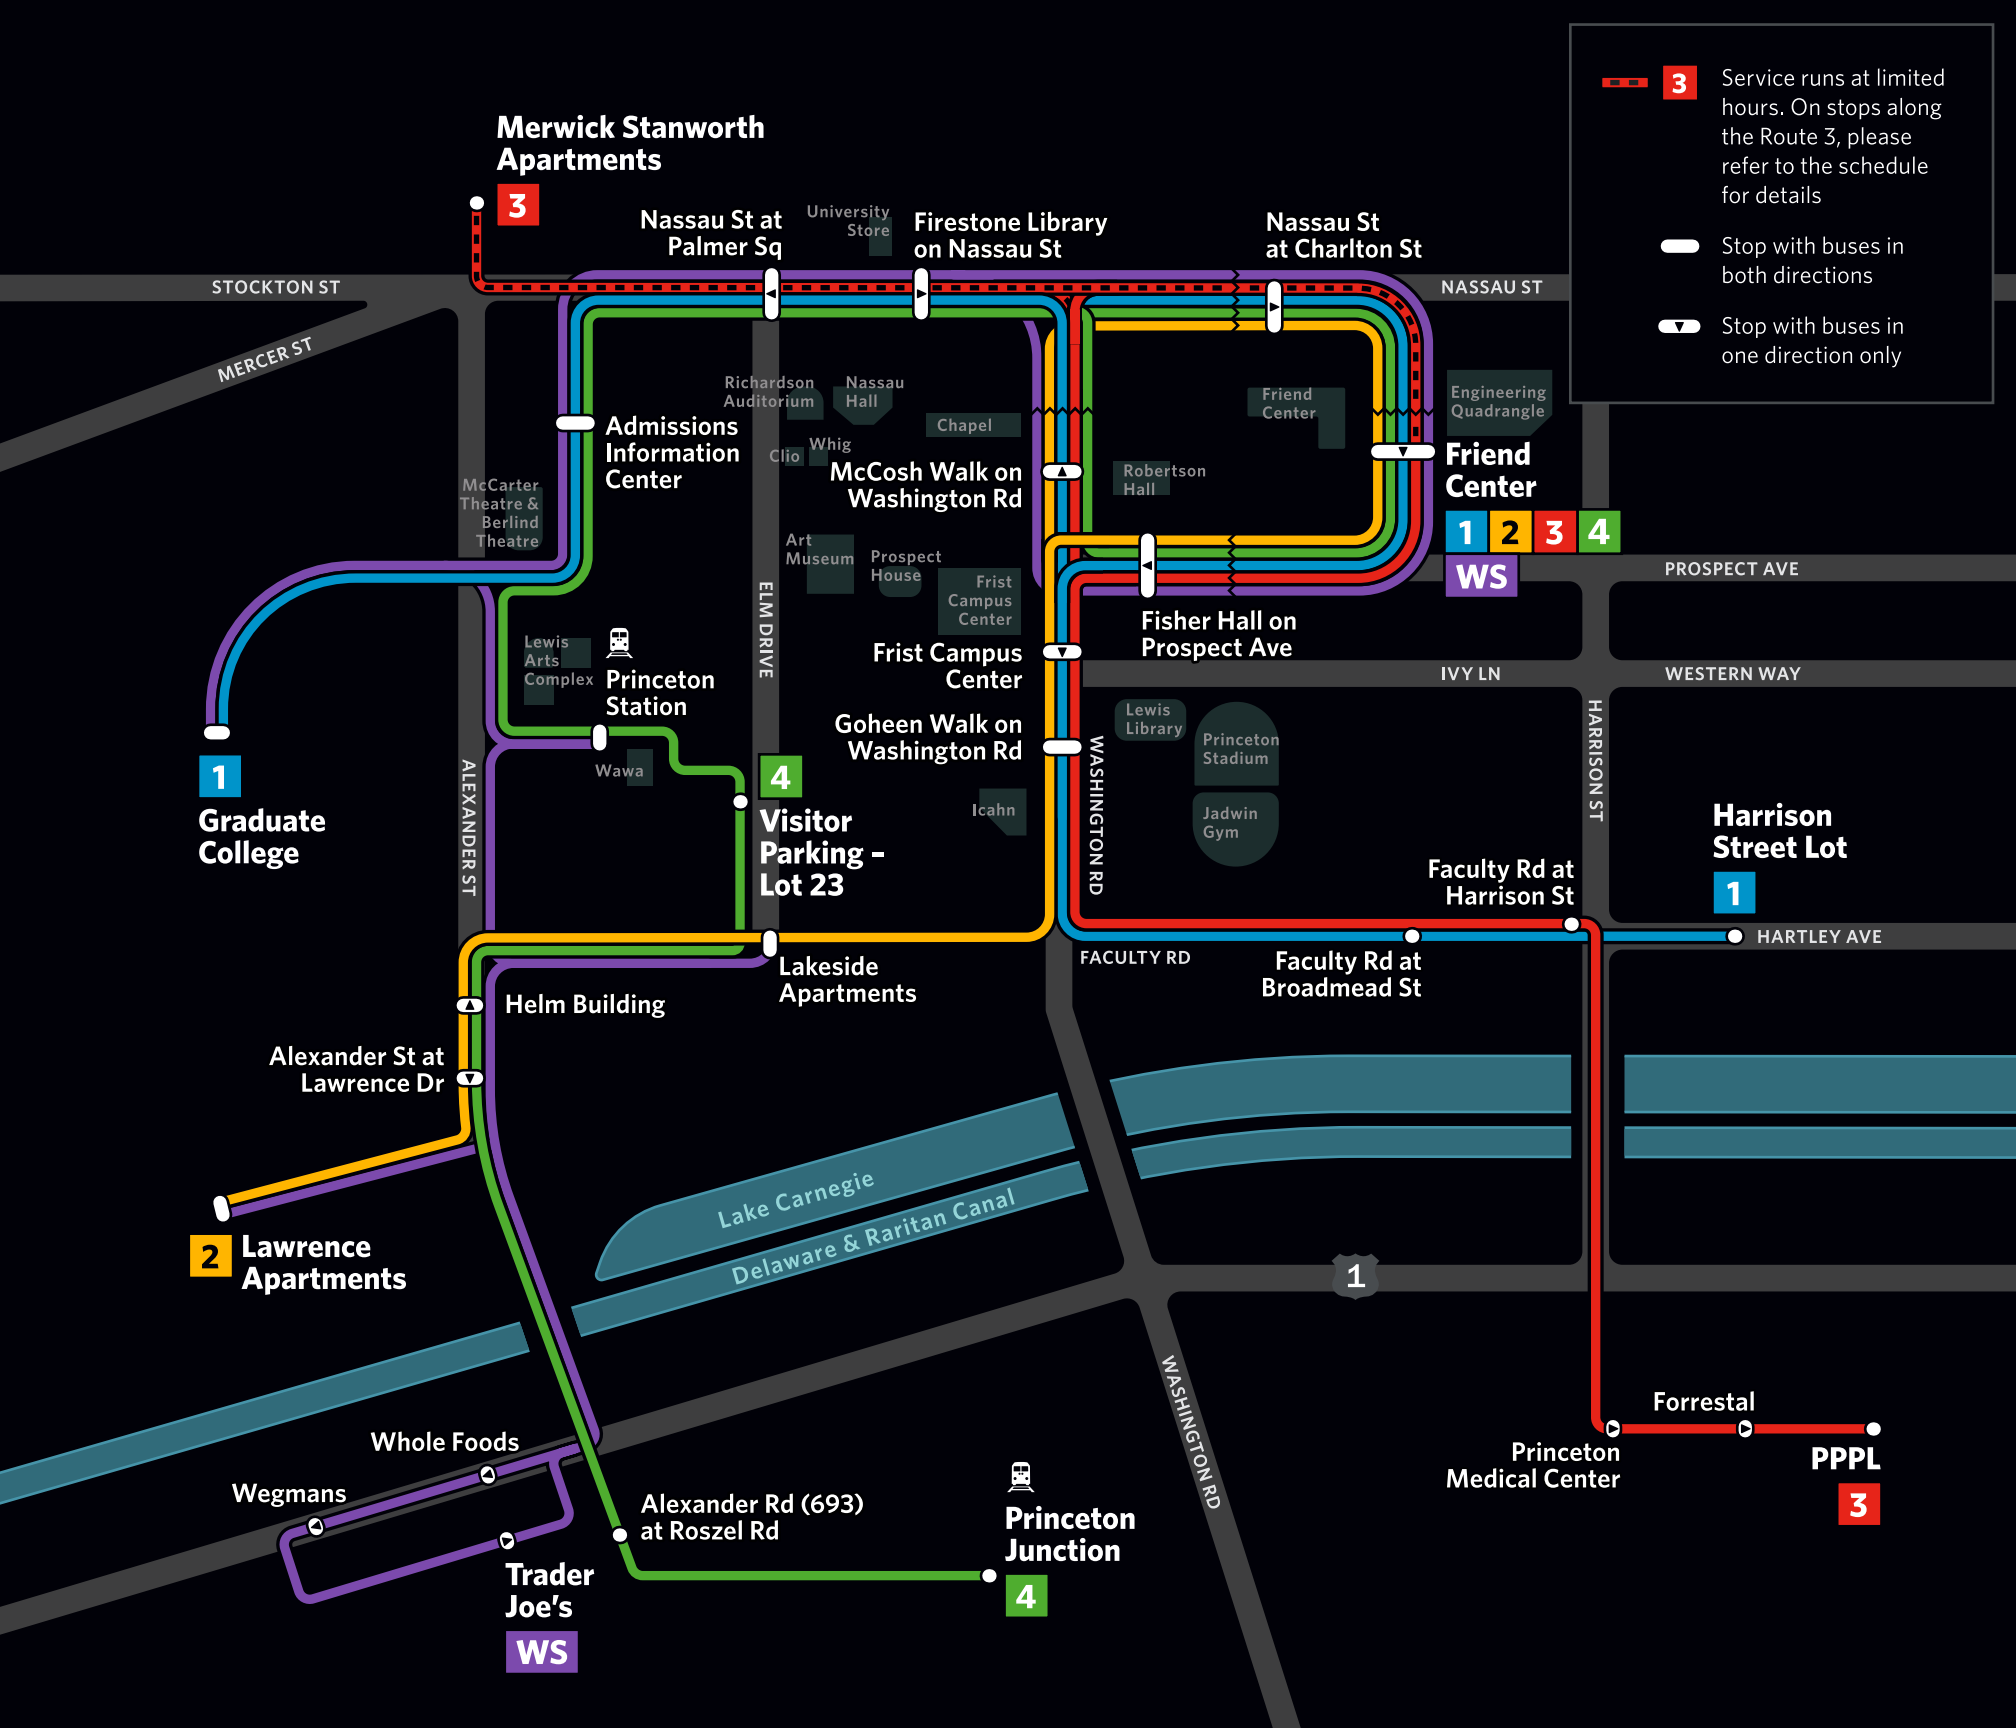 3
Service runs at limited
hours. On stops along
the Route 3, please
refer to the schedule
for details
Stop with buses in
both directions
Stop with buses in
one direction only
Merwick Stanworth
Apartments
3
Nassau St at
Palmer Sq
University
Store
Firestone Library
on Nassau St
Nassau St
at Charlton St
STOCKTON ST
NASSAU ST
MERCER ST
Richardson
Auditorium
Nassau
Hall
Friend
Center
Engineering
Quadrangle
Admissions
Information
Center
Chapel
Clio
Whig
McCosh Walk on
Washington Rd
Robertson
Hall
Friend
Center
1
2
3
4
WS
McCarter
Theatre &
Berlind
Theatre
Art
Museum
Prospect
House
Frist
Campus
Center
PROSPECT AVE
ELM DRIVE
Fisher Hall on
Prospect Ave
Lewis
Arts
Complex
Princeton
Station
Frist Campus
Center
IVY LN
WESTERN WAY
Goheen Walk on
Washington Rd
Lewis
Library
Princeton
Stadium
HARRISON ST
Wawa
1
Graduate
College
ALEXANDER ST
4
Visitor
Parking –
Lot 23
Icahn
WASHINGTON RD
Jadwin
Gym
Harrison
Street Lot
1
Faculty Rd at
Harrison St
HARTLEY AVE
FACULTY RD
Faculty Rd at
Broadmead St
Lakeside
Apartments
Helm Building
Alexander St at
Lawrence Dr
Lake Carnegie
Delaware & Raritan Canal
2
Lawrence
Apartments
1
WASHINGTON RD
Forrestal
Princeton
Medical Center
PPPL
3
Whole Foods
Wegmans
Alexander Rd (693)
at Roszel Rd
Princeton
Junction
4
Trader
Joe's
WS